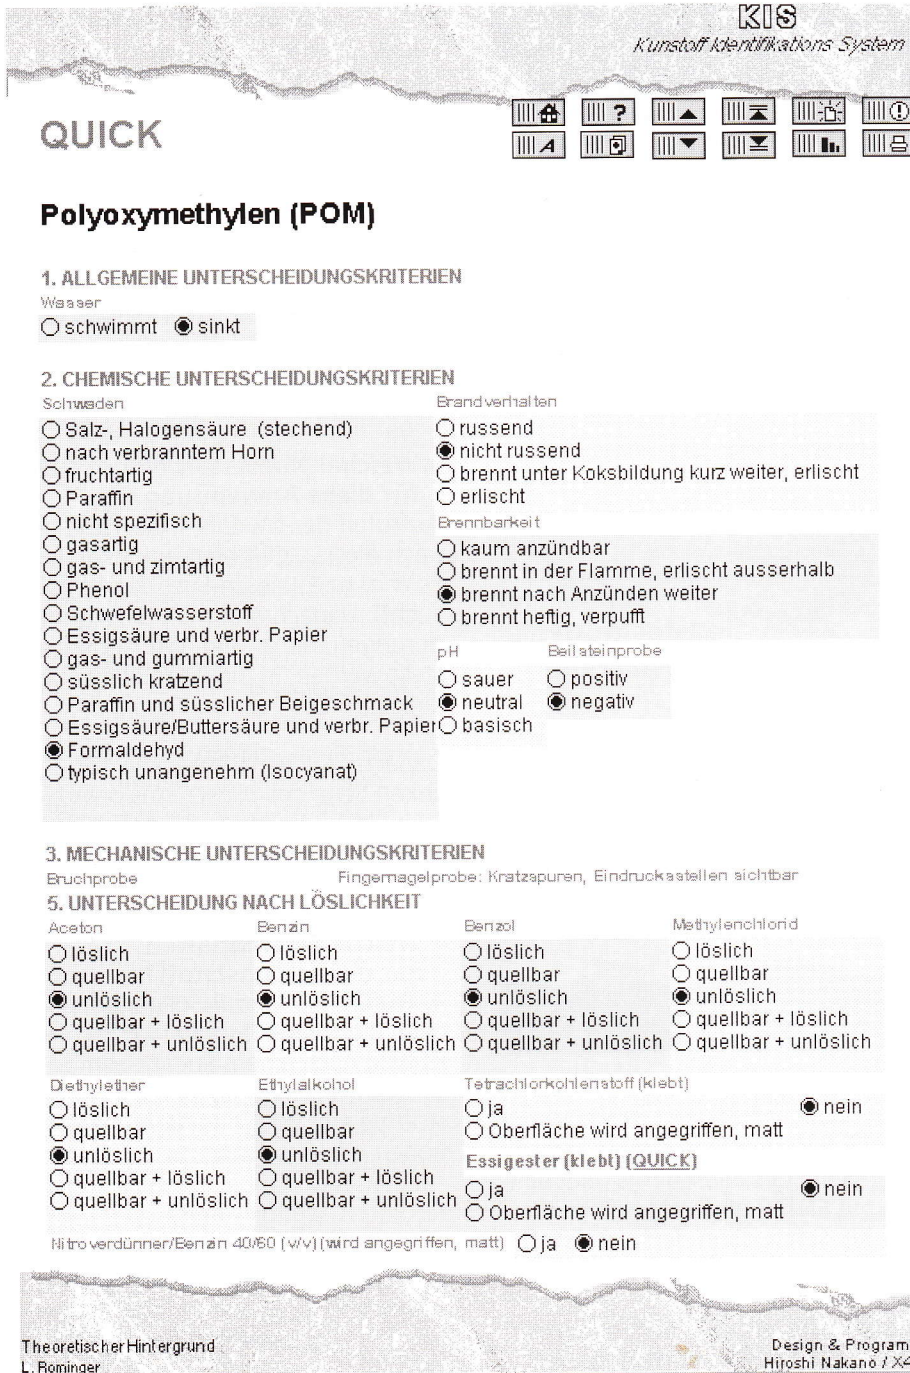 KIS
Kunstoff Identifikations System
QUICK
Polyoxymethylen (POM)
1. ALLGEMEINE UNTERSCHEIDUNGSKRITERIEN
Wasser
schwimmt sinkt
2. CHEMISCHE UNTERSCHEIDUNGSKRITERIEN
Schwaden
Salz-, Halogensäure (stechend)
nach verbranntem Horn
fruchtartig
Paraffin
nicht spezifisch
gasartig
gas- und zimtartig
Phenol
Schwefelwasserstoff
Essigsäure und verbr. Papier
gas- und gummiartig
süsslich kratzend
Paraffin und süsslicher Beigeschmack
Essigsäure/Buttersäure und verbr. Papier
Formaldehyd
typisch unangenehm (Isocyanat)
Brandverhalten
russend
nicht russend
brennt unter Koksbildung kurz weiter, erlischt
erlischt
Brennbarkeit
kaum anzündbar
brennt in der Flamme, erlischt ausserhalb
brennt nach Anzünden weiter
brennt heftig, verpufft
pH
sauer
neutral
basisch
Beilsteinprobe
positiv
negativ
3. MECHANISCHE UNTERSCHEIDUNGSKRITERIEN
Bruchprobe Fingernagelprobe: Kratzspuren, Eindrucksstellen sichtbar
5. UNTERSCHEIDUNG NACH LÖSLICHKEIT
Aceton
löslich
quellbar
unlöslich
quellbar + löslich
quellbar + unlöslich
Benzin
löslich
quellbar
unlöslich
quellbar + löslich
quellbar + unlöslich
Benzol
löslich
quellbar
unlöslich
quellbar + löslich
quellbar + unlöslich
Methylenchlorid
löslich
quellbar
unlöslich
quellbar + löslich
quellbar + unlöslich
Diethylether
löslich
quellbar
unlöslich
quellbar + löslich
quellbar + unlöslich
Ethylalkohol
löslich
quellbar
unlöslich
quellbar + löslich
quellbar + unlöslich
Tetrachlorkohlenstoff (klebt)
ja nein
Oberfläche wird angegriffen, matt
Essigester (klebt) (QUICK)
ja nein
Oberfläche wird angegriffen, matt
Nitroverdünner/Benzin 40/60 (v/v) (wird angegriffen, matt) ja nein
Theoretischer Hintergrund
L. Rominger
Design & Program
Hiroshi Nakano / X4